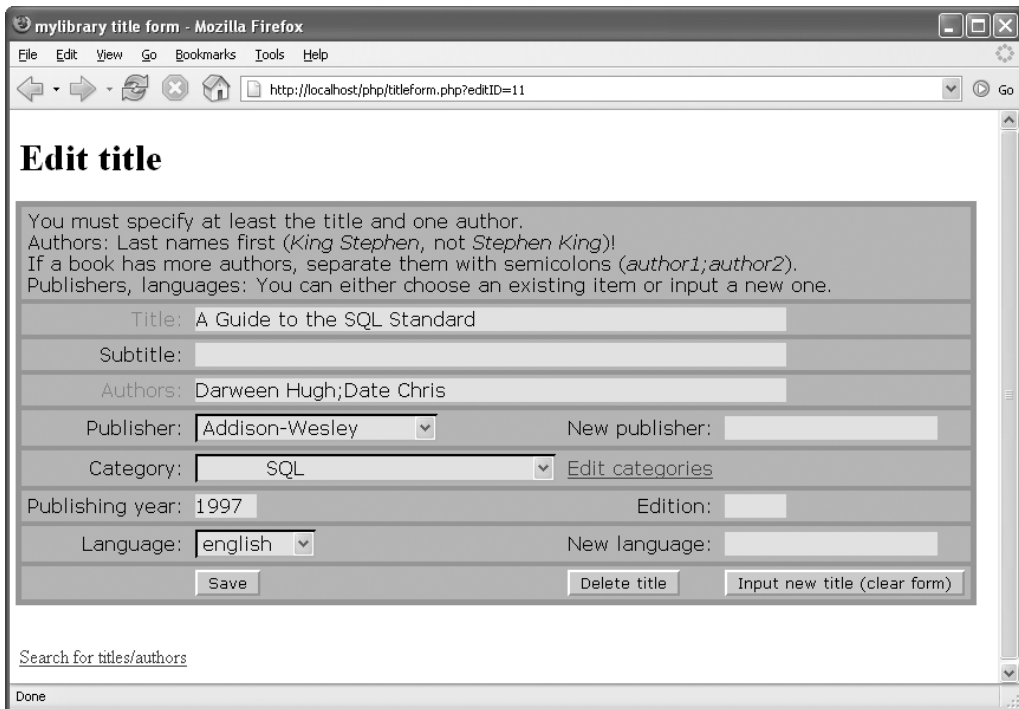 mylibrary title form - Mozilla Firefox
File Edit View Go Bookmarks Tools Help
http://localhost/php/titleform.php?editID=11 Go
Edit title
You must specify at least the title and one author.
Authors: Last names first (King Stephen, not Stephen King)!
If a book has more authors, separate them with semicolons (author1;author2).
Publishers, languages: You can either choose an existing item or input a new one.
Title: A Guide to the SQL Standard
Subtitle:
Authors: Darween Hugh;Date Chris
Publisher: Addison-Wesley New publisher:
Category: SQL Edit categories
Publishing year: 1997 Edition:
Language: english New language:
Save Delete title Input new title (clear form)
Search for titles/authors
Done